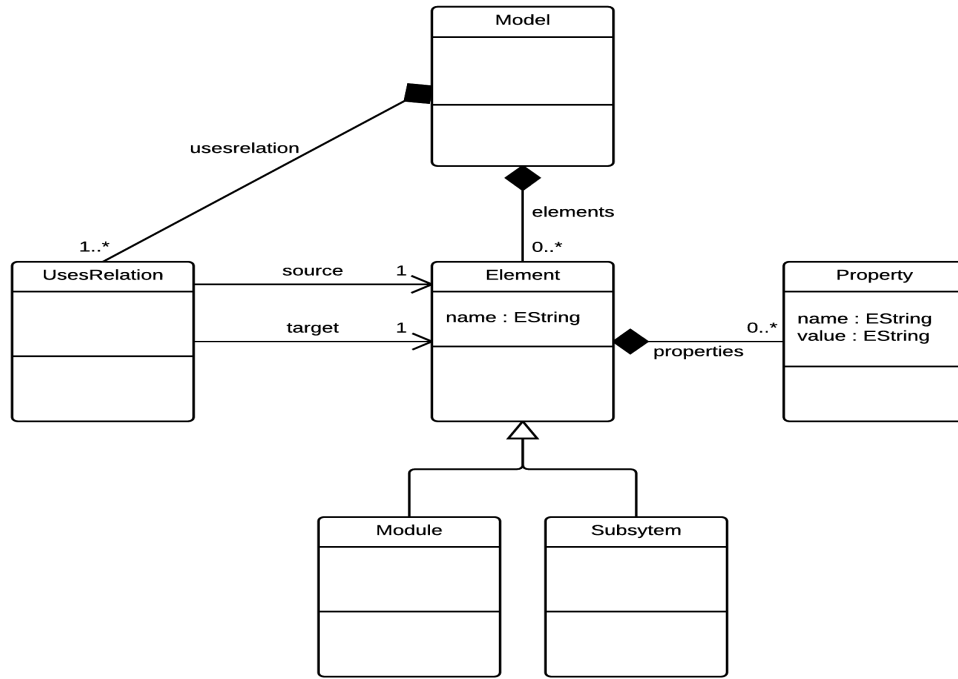 Model
usesrelation
elements
1..*
0..*
UsesRelation
source
1
Element
Property
name : EString
name : EString
value : EString
target
1
0..*
properties
Module
Subsytem